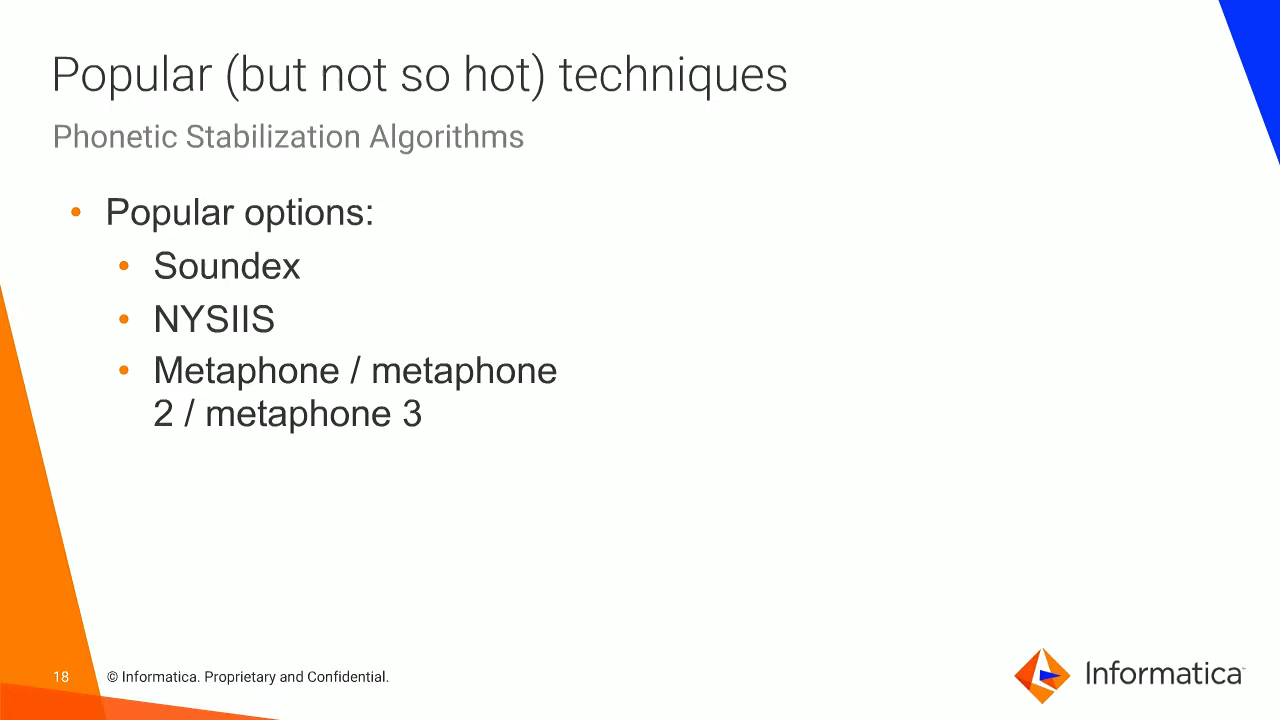 Popular (but not so hot) techniques
Phonetic Stabilization Algorithms
• Popular options:
• Soundex
• NYSIIS
• Metaphone / metaphone
2 / metaphone 3
18 © Informatica. Proprietary and Confidential.
Informatica